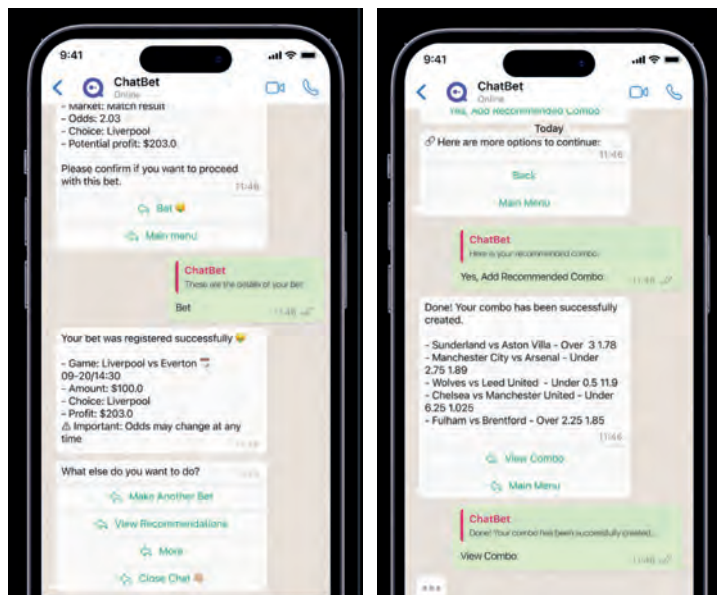 9:41
ChatBet
Online
- Market: Match result
- Odds: 2.03
- Choice: Liverpool
- Potential profit: $203.0
Please confirm if you want to proceed
with this bet.
11:46
Bet
Main menu
ChatBet
These are the details of your Bet:
Bet
11:46
Your bet was registered successfully
- Game: Liverpool vs Everton
09-20/14:30
- Amount: $100.0
- Choice: Liverpool
- Profit: $203.0
⚠ Important: Odds may change at any
time
11:46
What else do you want to do?
Make Another Bet
View Recommendations
More
Close Chat
9:41
ChatBet
Online
Yes, Add Recommended Combo
Today
Here are more options to continue:
11:46
Back
Main Menu
ChatBet
Here is your recommended combo:
Yes, Add Recommended Combo
11:46
Done! Your combo has been successfully
created.
- Sunderland vs Aston Villa - Over 3 1.78
- Manchester City vs Arsenal - Under
2.75 1.89
- Wolves vs Leed United - Under 0.5 11.9
- Chelsea vs Manchester United - Under
6.25 1.025
- Fulham vs Brentford - Over 2.25 1.85
11:46
View Combo
Main Menu
ChatBet
Done! Your combo has been successfully created...
View Combo
11:46